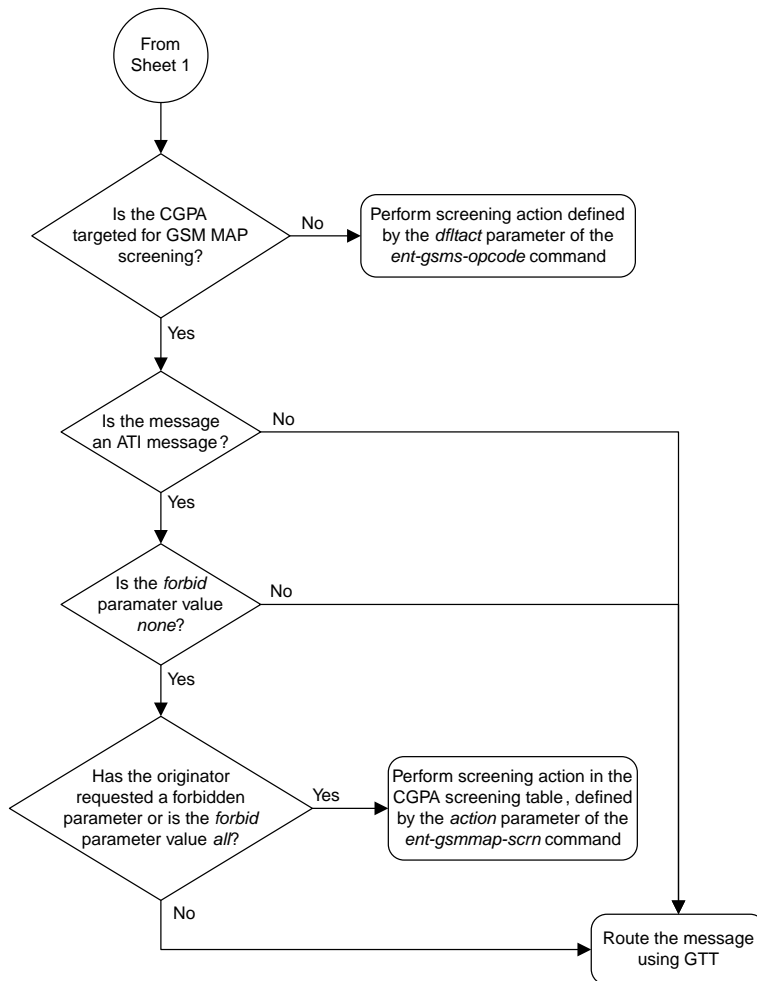 From
Sheet 1
Is the CGPA
targeted for GSM MAP
screening?
No
Perform screening action defined
by the dfltact parameter of the
ent-gsms-opcode command
Yes
Is the message
an ATI message?
No
Yes
Is the forbid
paramater value
none?
No
Yes
Has the originator
requested a forbidden
parameter or is the forbid
parameter value all?
Yes
Perform screening action in the
CGPA screening table, defined
by the action parameter of the
ent-gsmmap-scrn command
No
Route the message
using GTT